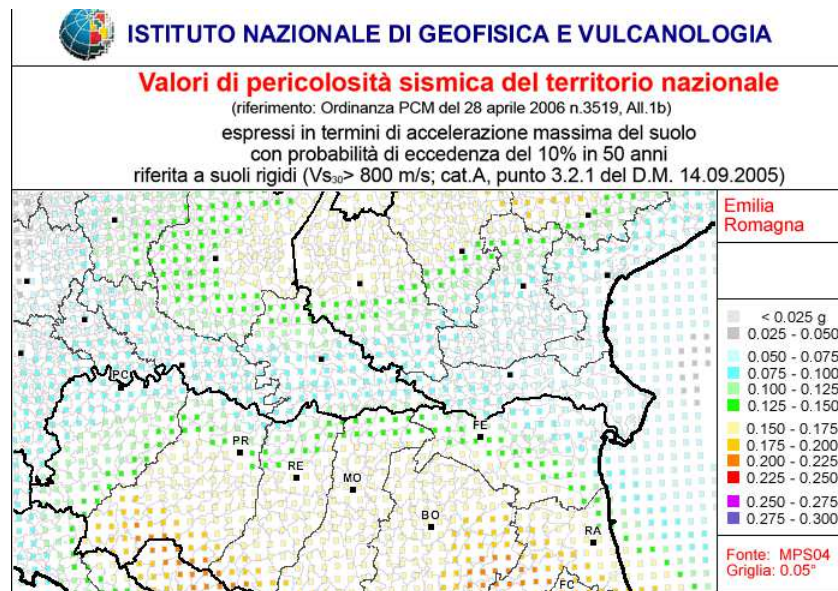 ISTITUTO NAZIONALE DI GEOFISICA E VULCANOLOGIA
Valori di pericolosità sismica del territorio nazionale
(riferimento: Ordinanza PCM del 28 aprile 2006 n.3519, All.1b)
espressi in termini di accelerazione massima del suolo
con probabilità di eccedenza del 10% in 50 anni
riferita a suoli rigidi (Vs₃₀> 800 m/s; cat.A, punto 3.2.1 del D.M. 14.09.2005)
Emilia
Romagna
< 0.025 g
0.025 - 0.050
0.050 - 0.075
0.075 - 0.100
0.100 - 0.125
0.125 - 0.150
0.150 - 0.175
0.175 - 0.200
0.200 - 0.225
0.225 - 0.250
0.250 - 0.275
0.275 - 0.300
Fonte: MPS04
Griglia: 0.05°
PC
PR
RE
MO
FE
BO
RA
FC